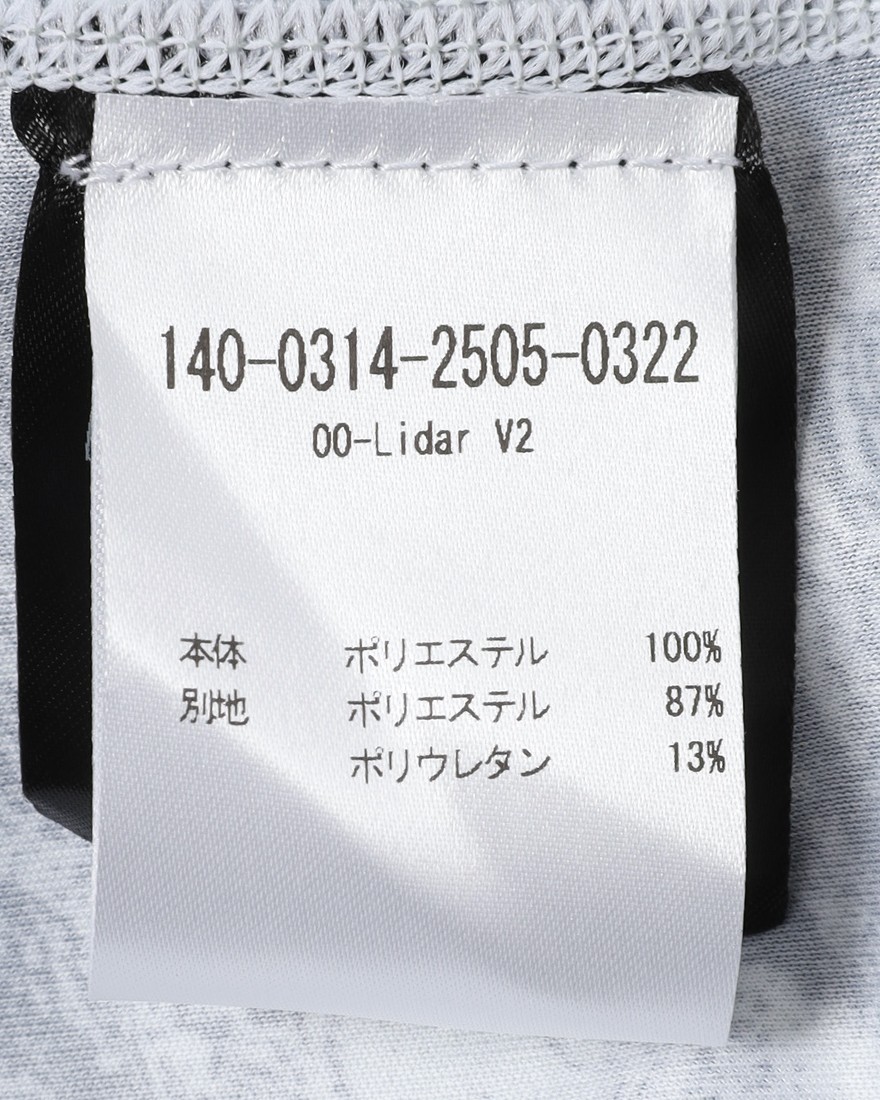 140-0314-2505-0322
00-Lidar V2
本体 ポリエステル 100%
別地 ポリエステル 87%
ポリウレタン 13%